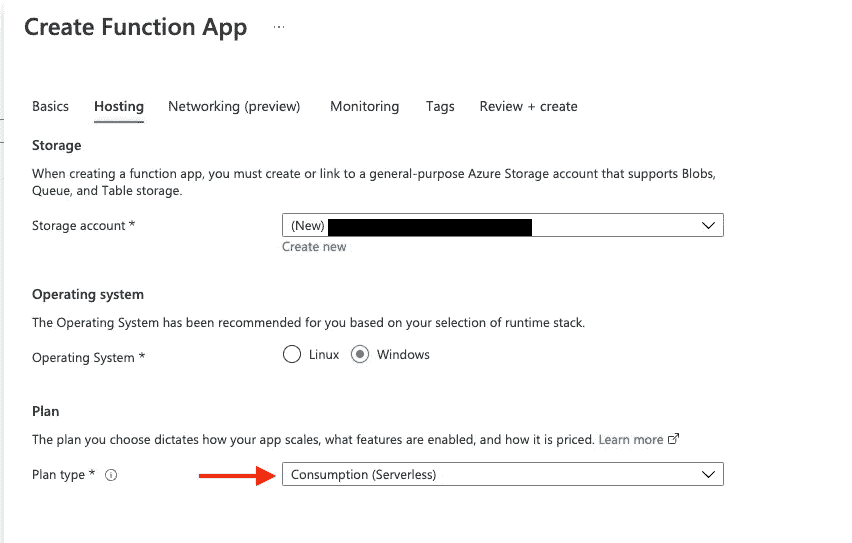 Create Function App ...
Basics Hosting Networking (preview) Monitoring Tags Review + create
Storage
When creating a function app, you must create or link to a general-purpose Azure Storage account that supports Blobs,
Queue, and Table storage.
Storage account * (New)
Create new
Operating system
The Operating System has been recommended for you based on your selection of runtime stack.
Operating System * Linux Windows
Plan
The plan you choose dictates how your app scales, what features are enabled, and how it is priced. Learn more
Plan type * Consumption (Serverless)